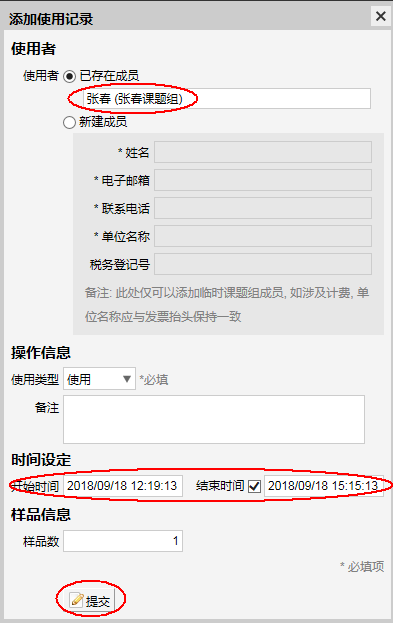 添加使用记录
使用者
使用者 已存在成员
张春 (张春课题组)
新建成员
* 姓名
* 电子邮箱
* 联系电话
* 单位名称
税务登记号
备注: 此处仅可以添加临时课题组成员, 如涉及计费, 单
位名称应与发票抬头保持一致
操作信息
使用类型 使用 *必填
备注
时间设定
开始时间 2018/09/18 12:19:13 结束时间 2018/09/18 15:15:13
样品信息
样品数 1
* 必填项
提交